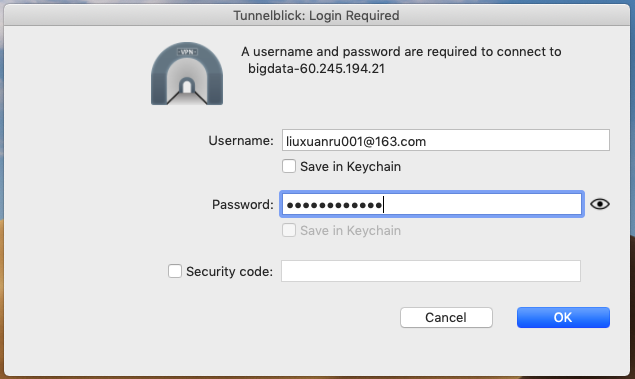 Tunnelblick: Login Required
VPN
A username and password are required to connect to
bigdata-60.245.194.21
Username: liuxuanru001@163.com
Save in Keychain
Password: ●●●●●●●●●●●●
Save in Keychain
Security code:
Cancel OK